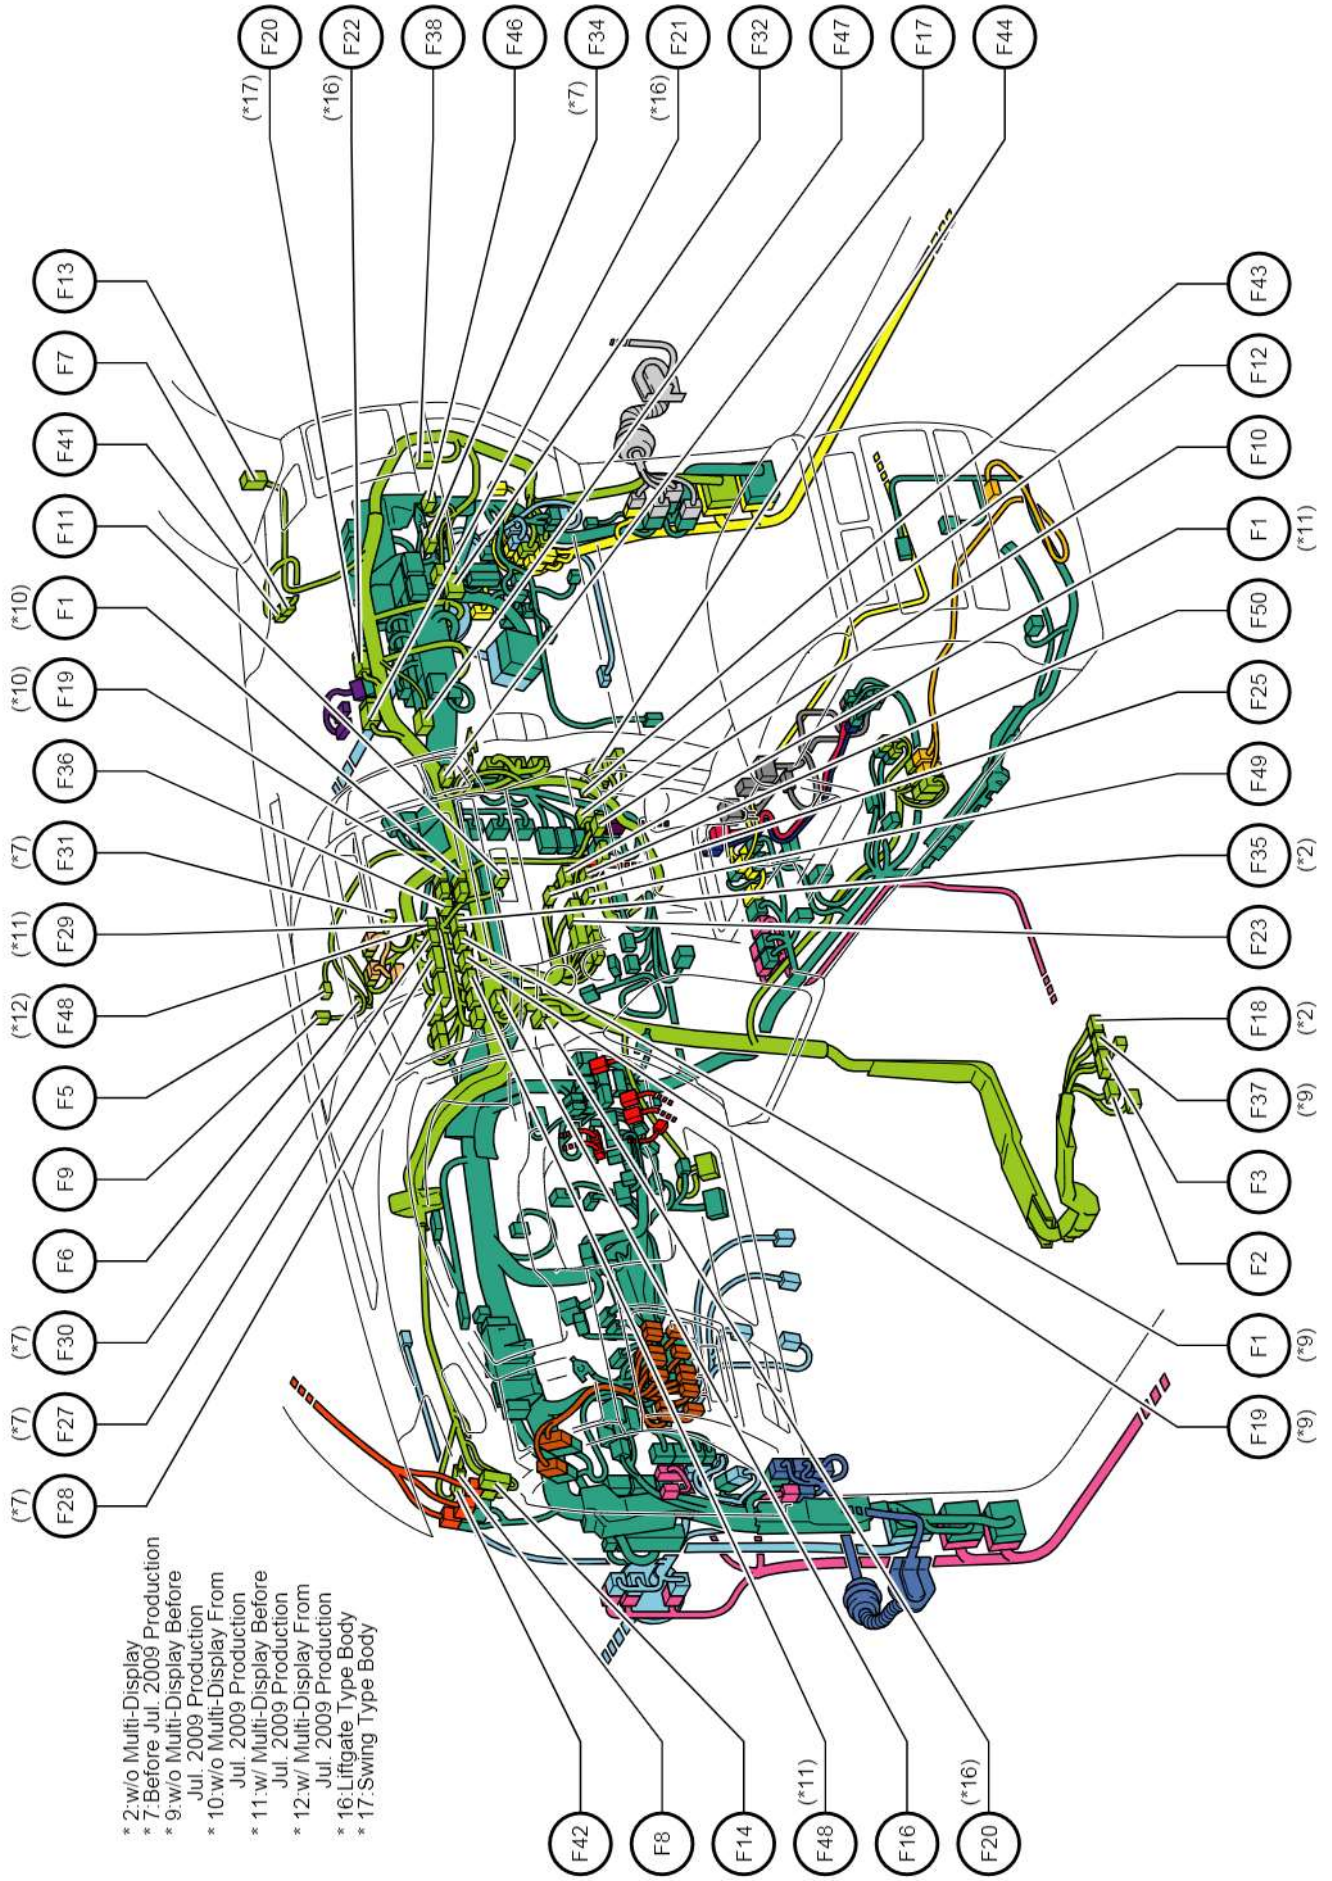 F20
(*17)
F22
(*16)
F38
F46
F34
(*7)
F21
(*16)
F32
F47
F17
F44
F13
F7
F41
F11
(*10)
F1
(*10)
F19
F36
(*7)
F31
(*11)
F29
(*12)
F48
F5
F9
F6
(*7)
F30
(*7)
F27
(*7)
F28
F43
F12
F10
F1
(*11)
F50
F25
F49
F35
(*2)
F23
F18
(*2)
F37
(*9)
F3
F2
F1
(*9)
F19
(*9)
* 2:w/o Multi-Display
* 7:Before Jul. 2009 Production
* 9:w/o Multi-Display Before
Jul. 2009 Production
* 10:w/o Multi-Display From
Jul. 2009 Production
* 11:w/ Multi-Display Before
Jul. 2009 Production
* 12:w/ Multi-Display From
Jul. 2009 Production
* 16:Liftgate Type Body
* 17:Swing Type Body
F42
F8
F14
F48
(*11)
F16
F20
(*16)